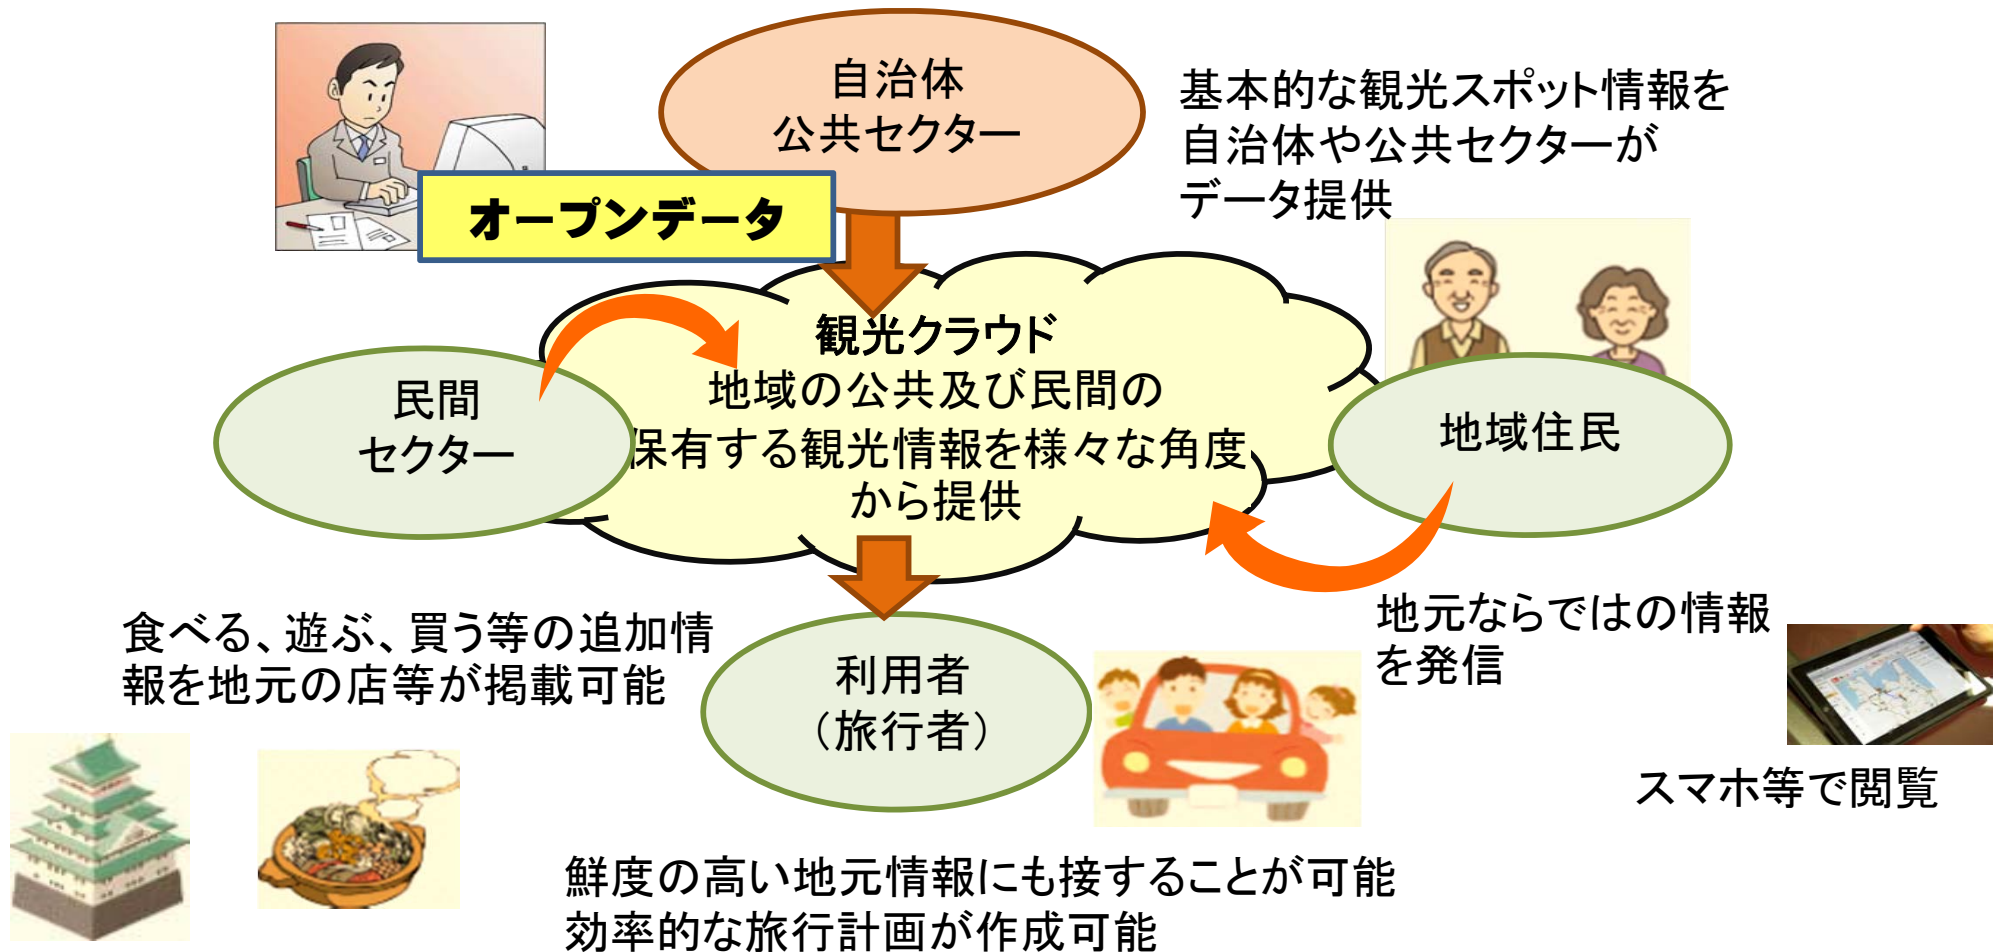 自治体
公共セクター
基本的な観光スポット情報を
自治体や公共セクターが
データ提供
オープンデータ
観光クラウド
地域の公共及び民間の
保有する観光情報を様々な角度
から提供
民間
セクター
地域住民
食べる、遊ぶ、買う等の追加情
報を地元の店等が掲載可能
利用者
（旅行者）
地元ならではの情報
を発信
スマホ等で閲覧
鮮度の高い地元情報にも接することが可能
効率的な旅行計画が作成可能